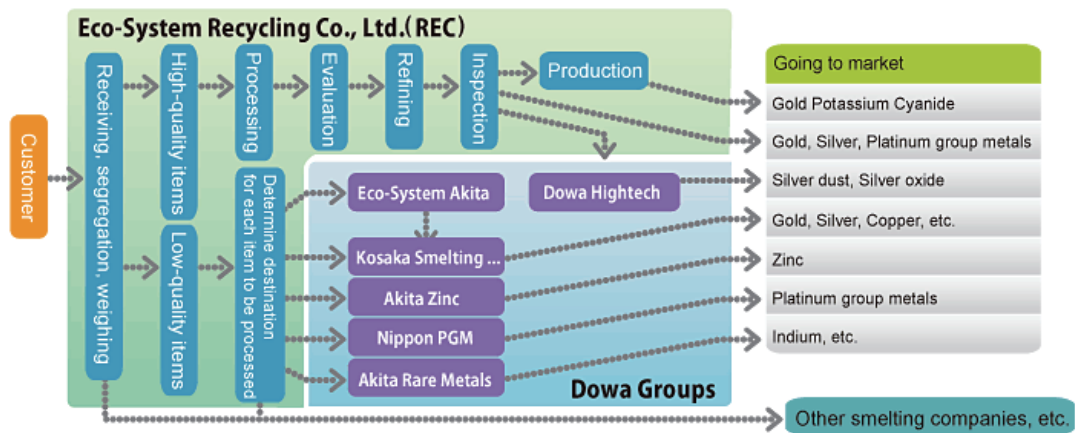 Eco-System Recycling Co., Ltd.(REC)
Customer
Receiving, segregation, weighing
High-quality items
Processing
Evaluation
Refining
Inspection
Production
Low-quality items
Determine destination
for each item to be processed
Eco-System Akita
Dowa Hightech
Kosaka Smelting ...
Akita Zinc
Nippon PGM
Akita Rare Metals
Dowa Groups
Going to market
Gold Potassium Cyanide
Gold, Silver, Platinum group metals
Silver dust, Silver oxide
Gold, Silver, Copper, etc.
Zinc
Platinum group metals
Indium, etc.
Other smelting companies, etc.